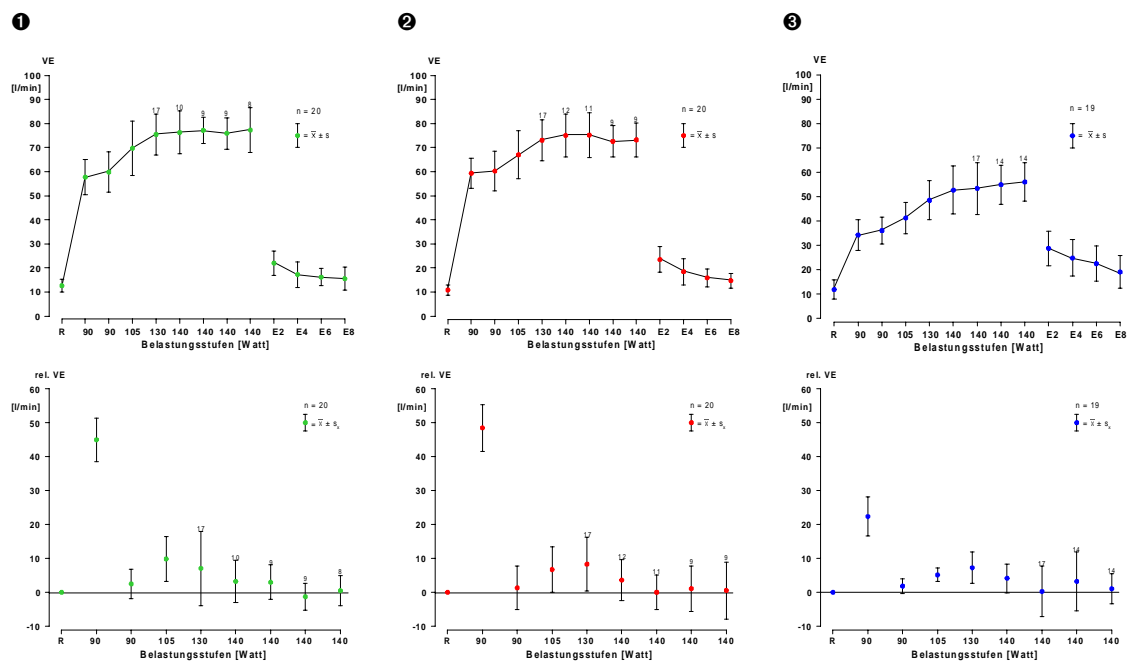 ❶
VE
[l/min]
100
90
80
70
60
50
40
30
20
10
0
17 10 9 9 8
n = 20
= x̅ ± s
R 90 90 105 130 140 140 140 140 E2 E4 E6 E8
Belastungsstufen [Watt]
❷
VE
[l/min]
100
90
80
70
60
50
40
30
20
10
0
17 12 11 9 9
n = 20
= x̅ ± s
R 90 90 105 130 140 140 140 140 E2 E4 E6 E8
Belastungsstufen [Watt]
❸
VE
[l/min]
100
90
80
70
60
50
40
30
20
10
0
17 14 14
n = 19
= x̅ ± s
R 90 90 105 130 140 140 140 140 E2 E4 E6 E8
Belastungsstufen [Watt]
rel. VE
[l/min]
60
50
40
30
20
10
0
-10
17 10 9 9 8
n = 20
= x̅ ± sₓ
R 90 90 105 130 140 140 140 140
Belastungsstufen [Watt]
rel. VE
[l/min]
60
50
40
30
20
10
0
-10
17 12 11 9 9
n = 20
= x̅ ± sₓ
R 90 90 105 130 140 140 140 140
Belastungsstufen [Watt]
rel. VE
[l/min]
60
50
40
30
20
10
0
-10
17 14 14
n = 19
= x̅ ± sₓ
R 90 90 105 130 140 140 140 140
Belastungsstufen [Watt]